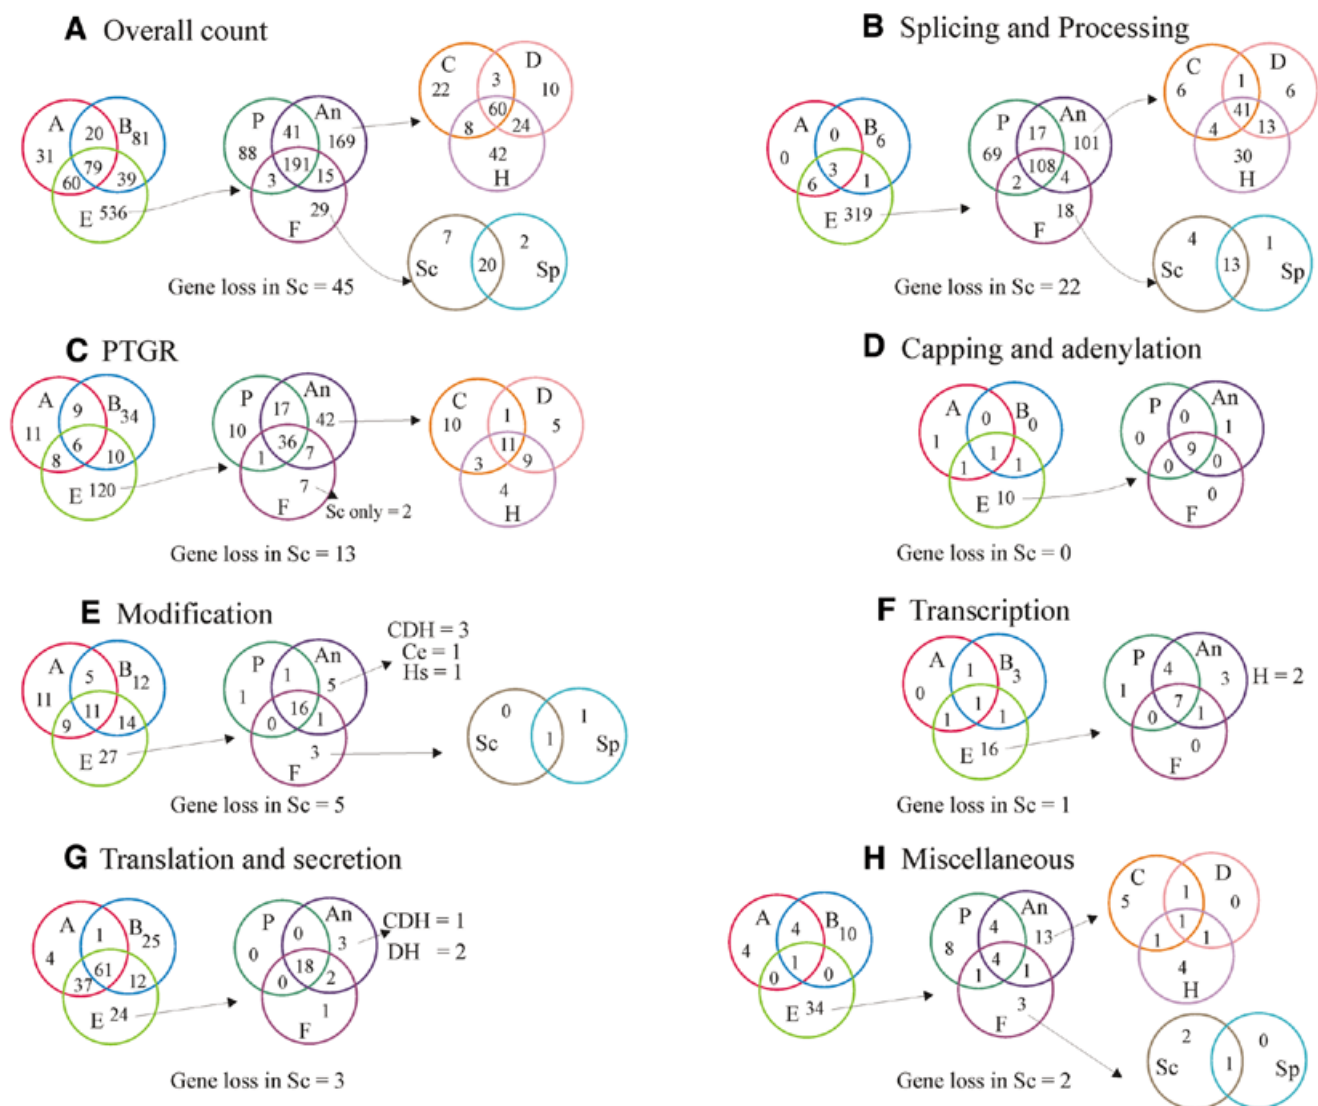 A Overall count
A 20 B 81
31 79
60 39
E 536
P 41 An
88 191 169
3 15
29
F
C 3 D
22 60 10
8 24
42
H
7 2
Sc 20 Sp
Gene loss in Sc = 45
B Splicing and Processing
A 0 B 6
0 3
6 1
E 319
P 17 An
69 108 101
2 4
18
F
C 1 D
6 41 6
4 13
30
H
4 1
Sc 13 Sp
Gene loss in Sc = 22
C PTGR
A 9 B 34
11 6
8 10
E 120
P 17 An
10 36 42
1 7
7
F
Sc only = 2
C 1 D
10 11 5
3 9
4
H
Gene loss in Sc = 13
D Capping and adenylation
A 0 B 0
1 1
1 1
E 10
P 0 An
0 9 1
0 0
0
F
Gene loss in Sc = 0
E Modification
A 5 B 12
11 11
9 14
E 27
P 1 An
1 16 5
0 1
3
F
CDH = 3
Ce = 1
Hs = 1
0 1
Sc 1 Sp
Gene loss in Sc = 5
F Transcription
A 1 B 3
0 1
1 1
E 16
P 4 An
1 7 3
0 1
0
F
H = 2
Gene loss in Sc = 1
G Translation and secretion
A 1 B 25
4 61
37 12
E 24
P 0 An
0 18 3
0 2
1
F
CDH = 1
DH = 2
Gene loss in Sc = 3
H Miscellaneous
A 4 B 10
4 1
0 0
E 34
P 4 An
8 4 13
1 1
3
F
C 1 D
5 1 0
1 1
4
H
2 0
Sc 1 Sp
Gene loss in Sc = 2